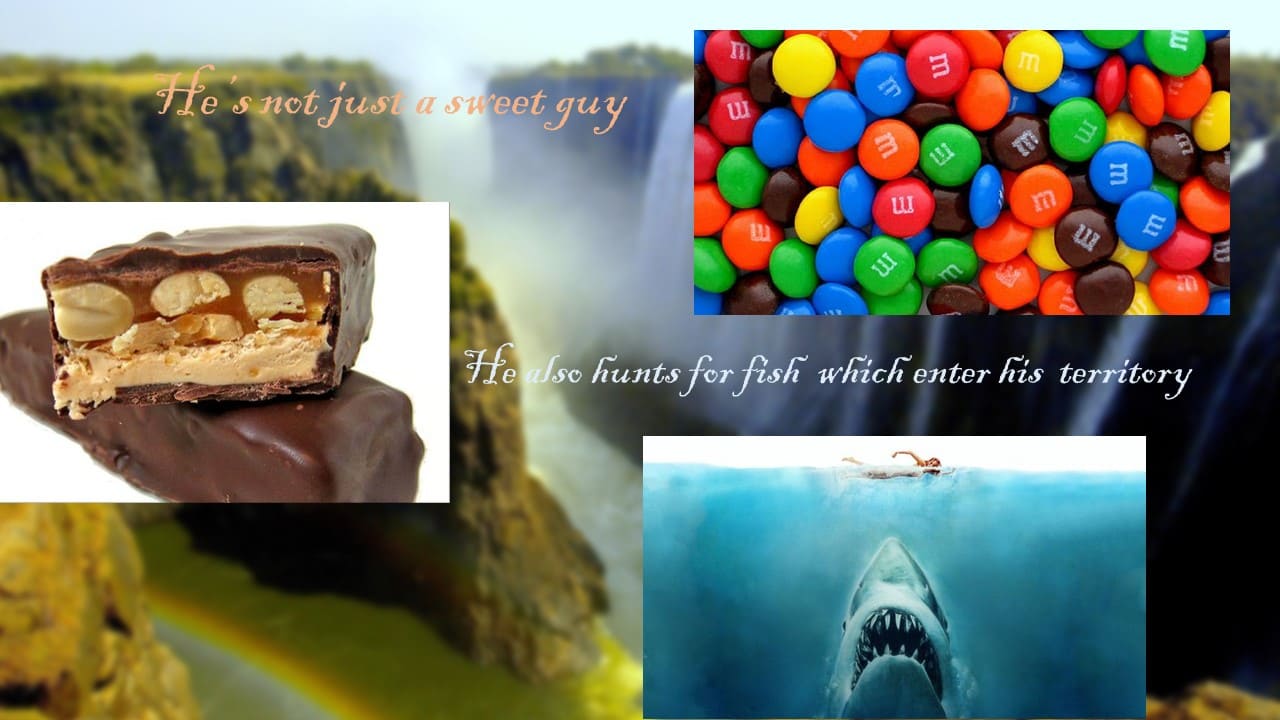 He's not just a sweet guy
He also hunts for fish which enter his territory
m